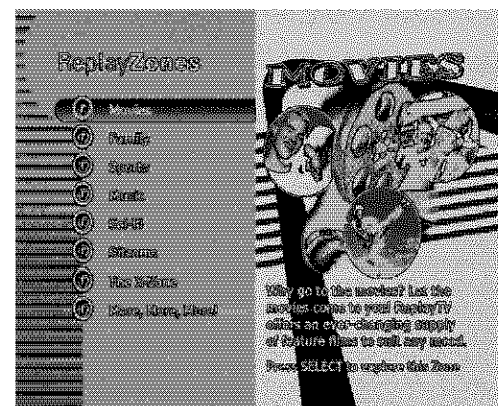 ReplayZones
Movies
Family
Sports
Music
Sci-Fi
Sitcoms
The X-Zone
More, More, More!
MOVIES
Why go to the movies? Let the
movies come to you! ReplayTV
offers an ever-changing supply
of feature films to suit any mood.
Press SELECT to explore this Zone